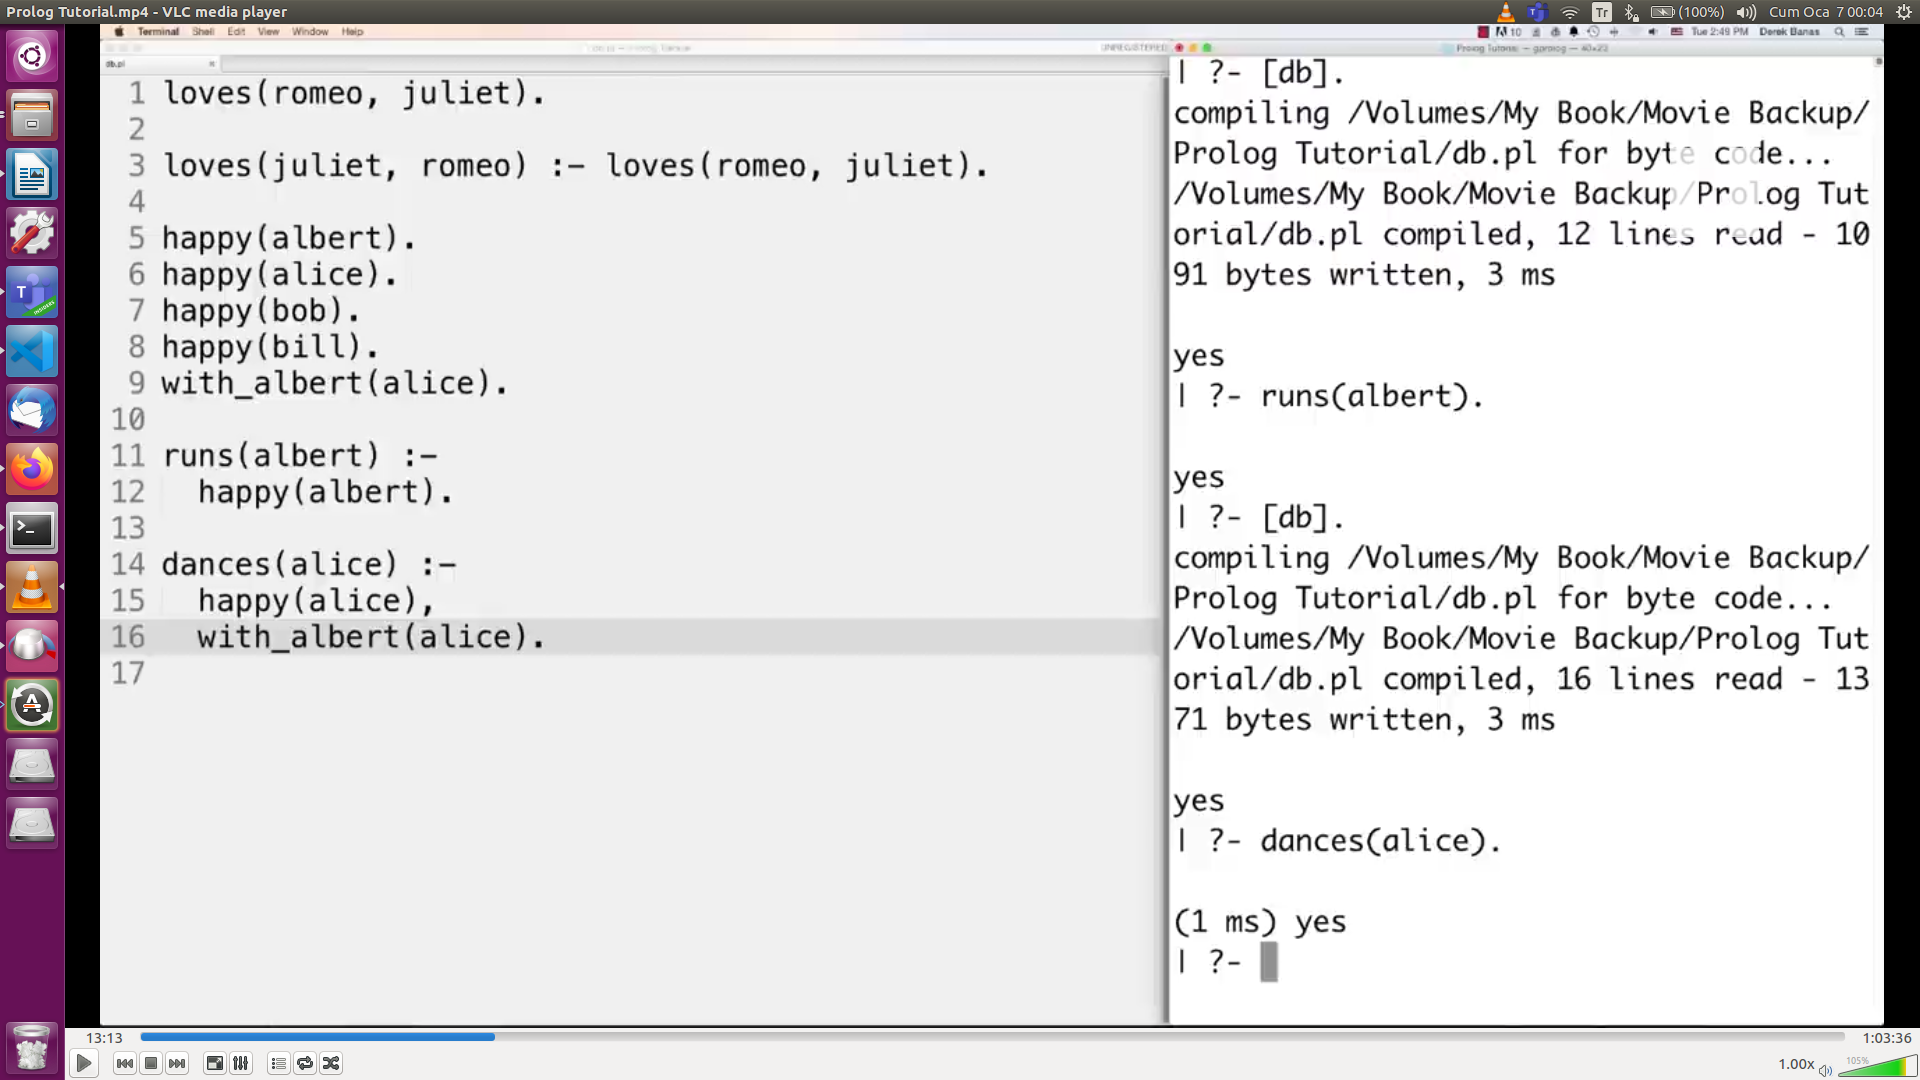 Prolog Tutorial.mp4 - VLC media player
Tr
(100%)
Cum Oca 7 00:04
Terminal Shell Edit View Window Help
10
Tue 2:49 PM Derek Banas
UNREGISTERED
Prolog Tutorial — gprolog — 40×23
db.pl
1 loves(romeo, juliet).
2
3 loves(juliet, romeo) :- loves(romeo, juliet).
4
5 happy(albert).
6 happy(alice).
7 happy(bob).
8 happy(bill).
9 with_albert(alice).
10
11 runs(albert) :-
12 happy(albert).
13
14 dances(alice) :-
15 happy(alice),
16 with_albert(alice).
17
| ?- [db].
compiling /Volumes/My Book/Movie Backup/
Prolog Tutorial/db.pl for byte code...
/Volumes/My Book/Movie Backup/Prolog Tut
orial/db.pl compiled, 12 lines read - 10
91 bytes written, 3 ms
yes
| ?- runs(albert).
yes
| ?- [db].
compiling /Volumes/My Book/Movie Backup/
Prolog Tutorial/db.pl for byte code...
/Volumes/My Book/Movie Backup/Prolog Tut
orial/db.pl compiled, 16 lines read - 13
71 bytes written, 3 ms
yes
| ?- dances(alice).
(1 ms) yes
| ?-
13:13
1:03:36
1.00x
105%